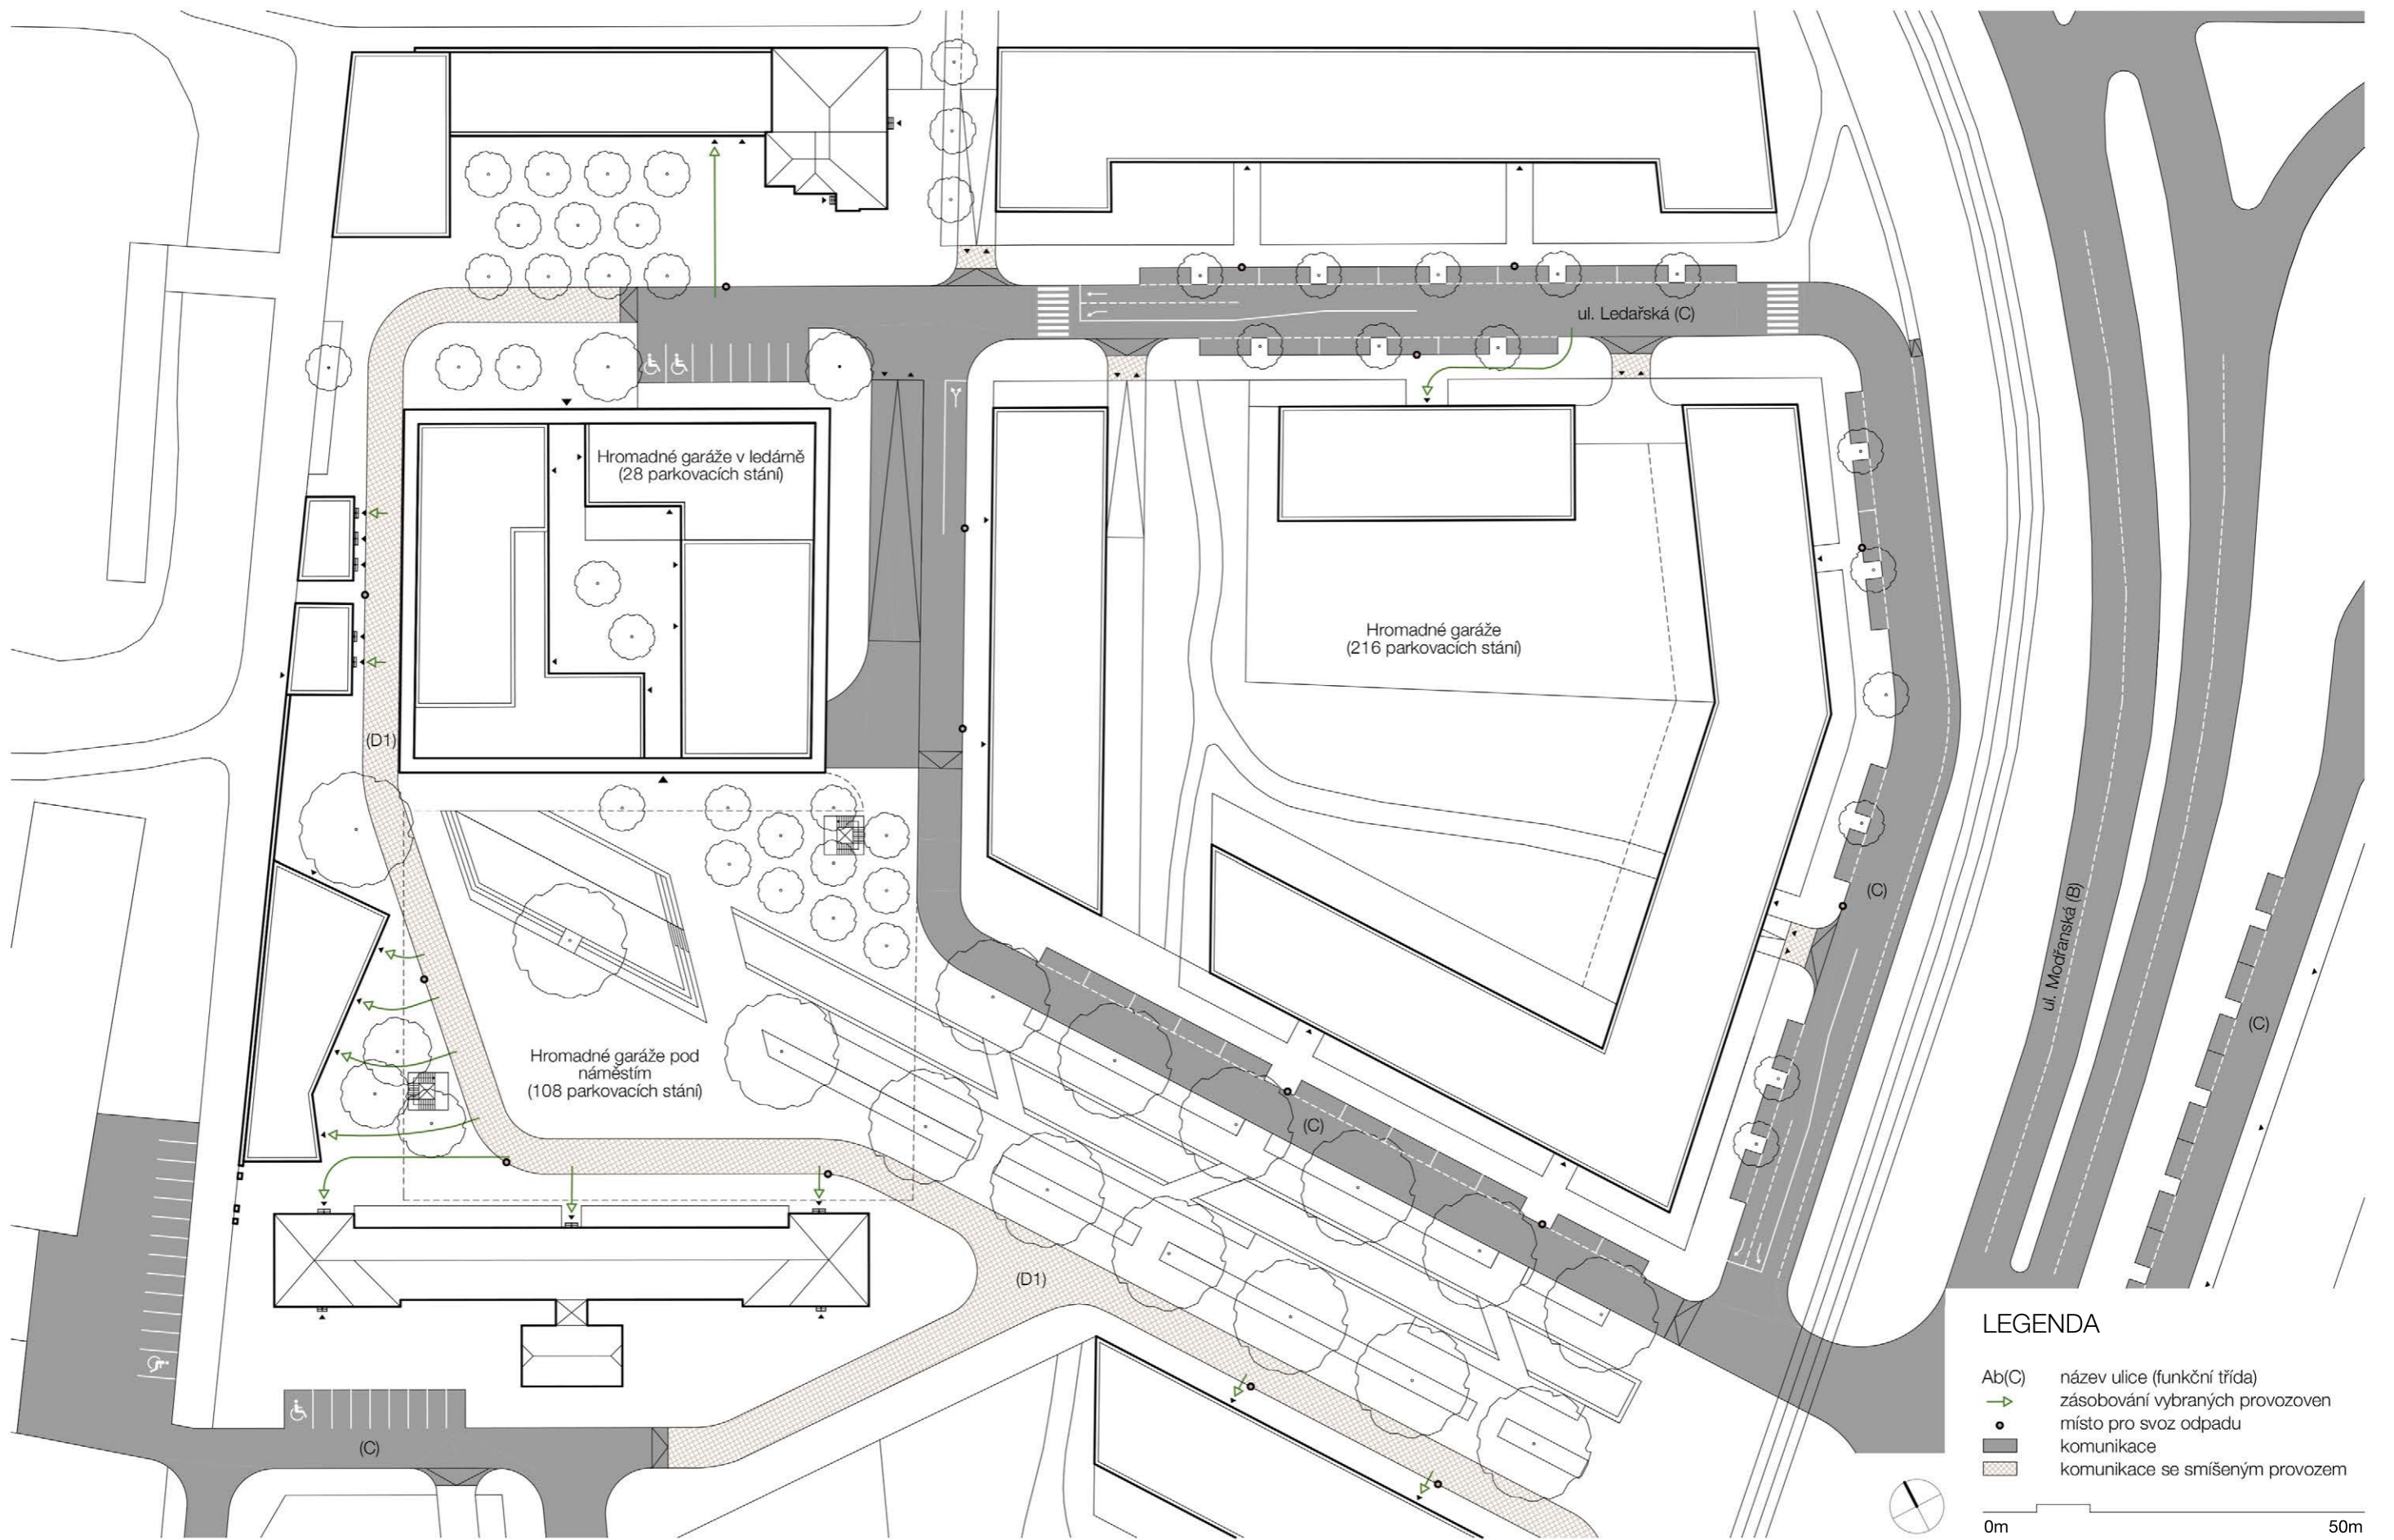 ul. Ledařská (C)
Hromadné garáže v ledárně
(28 parkovacích stání)
Hromadné garáže
(216 parkovacích stání)
(D1)
(C)
ul. Modřanská (B)
(C)
Hromadné garáže pod
náměstím
(108 parkovacích stání)
(C)
(D1)
(C)
LEGENDA
Ab(C) název ulice (funkční třída)
zásobování vybraných provozoven
místo pro svoz odpadu
komunikace
komunikace se smíšeným provozem
0m 50m